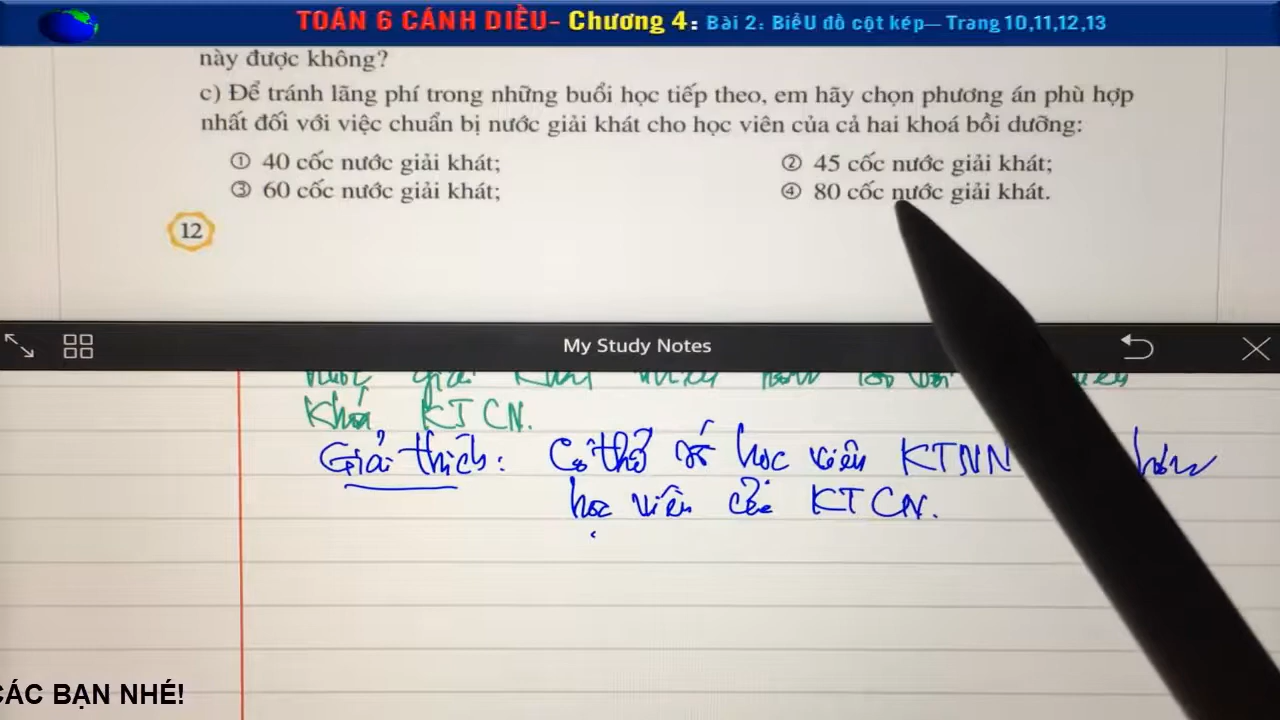 TOÁN 6 CÁNH DIỀU- Chương 4: Bài 2: BiểU đồ cột kép— Trang 10,11,12,13
này được không?
c) Để tránh lãng phí trong những buổi học tiếp theo, em hãy chọn phương án phù hợp
nhất đối với việc chuẩn bị nước giải khát cho học viên của cả hai khoá bồi dưỡng:
① 40 cốc nước giải khát; ② 45 cốc nước giải khát;
③ 60 cốc nước giải khát; ④ 80 cốc nước giải khát.
12
My Study Notes
Khóa KTCN.
Giải thích: Có thể số học viên KTNN hơn
học viên của KTCN.
CÁC BẠN NHÉ!